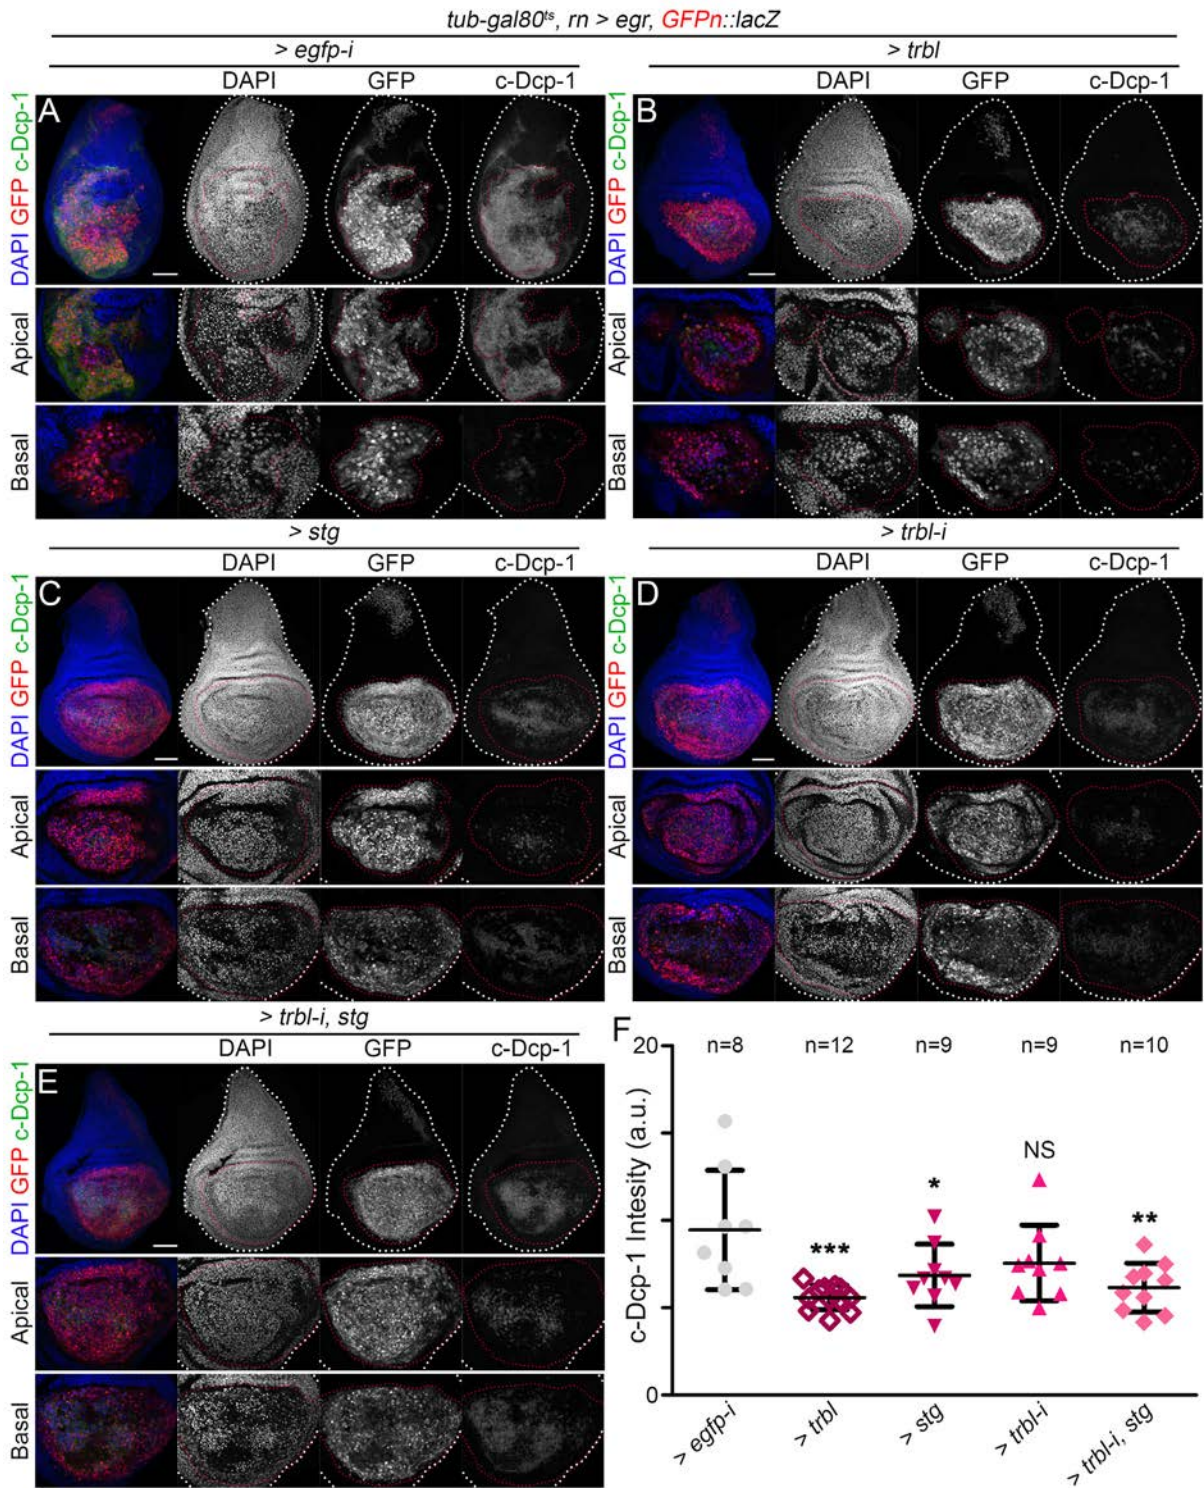 tub-gal80ts, rn > egr, GFPn::lacZ
> egfp-i
> trbl
DAPI GFP c-Dcp-1
DAPI GFP c-Dcp-1
A
B
DAPI GFP c-Dcp-1
DAPI GFP c-Dcp-1
Apical
Apical
Basal
Basal
> stg
> trbl-i
DAPI GFP c-Dcp-1
DAPI GFP c-Dcp-1
C
D
DAPI GFP c-Dcp-1
DAPI GFP c-Dcp-1
Apical
Apical
Basal
Basal
> trbl-i, stg
DAPI GFP c-Dcp-1
E
DAPI GFP c-Dcp-1
Apical
Basal
F
n=8 n=12 n=9 n=9 n=10
20
0
c-Dcp-1 Intesity (a.u.)
*** * NS **
> egfp-i
> trbl
> stg
> trbl-i
> trbl-i, stg